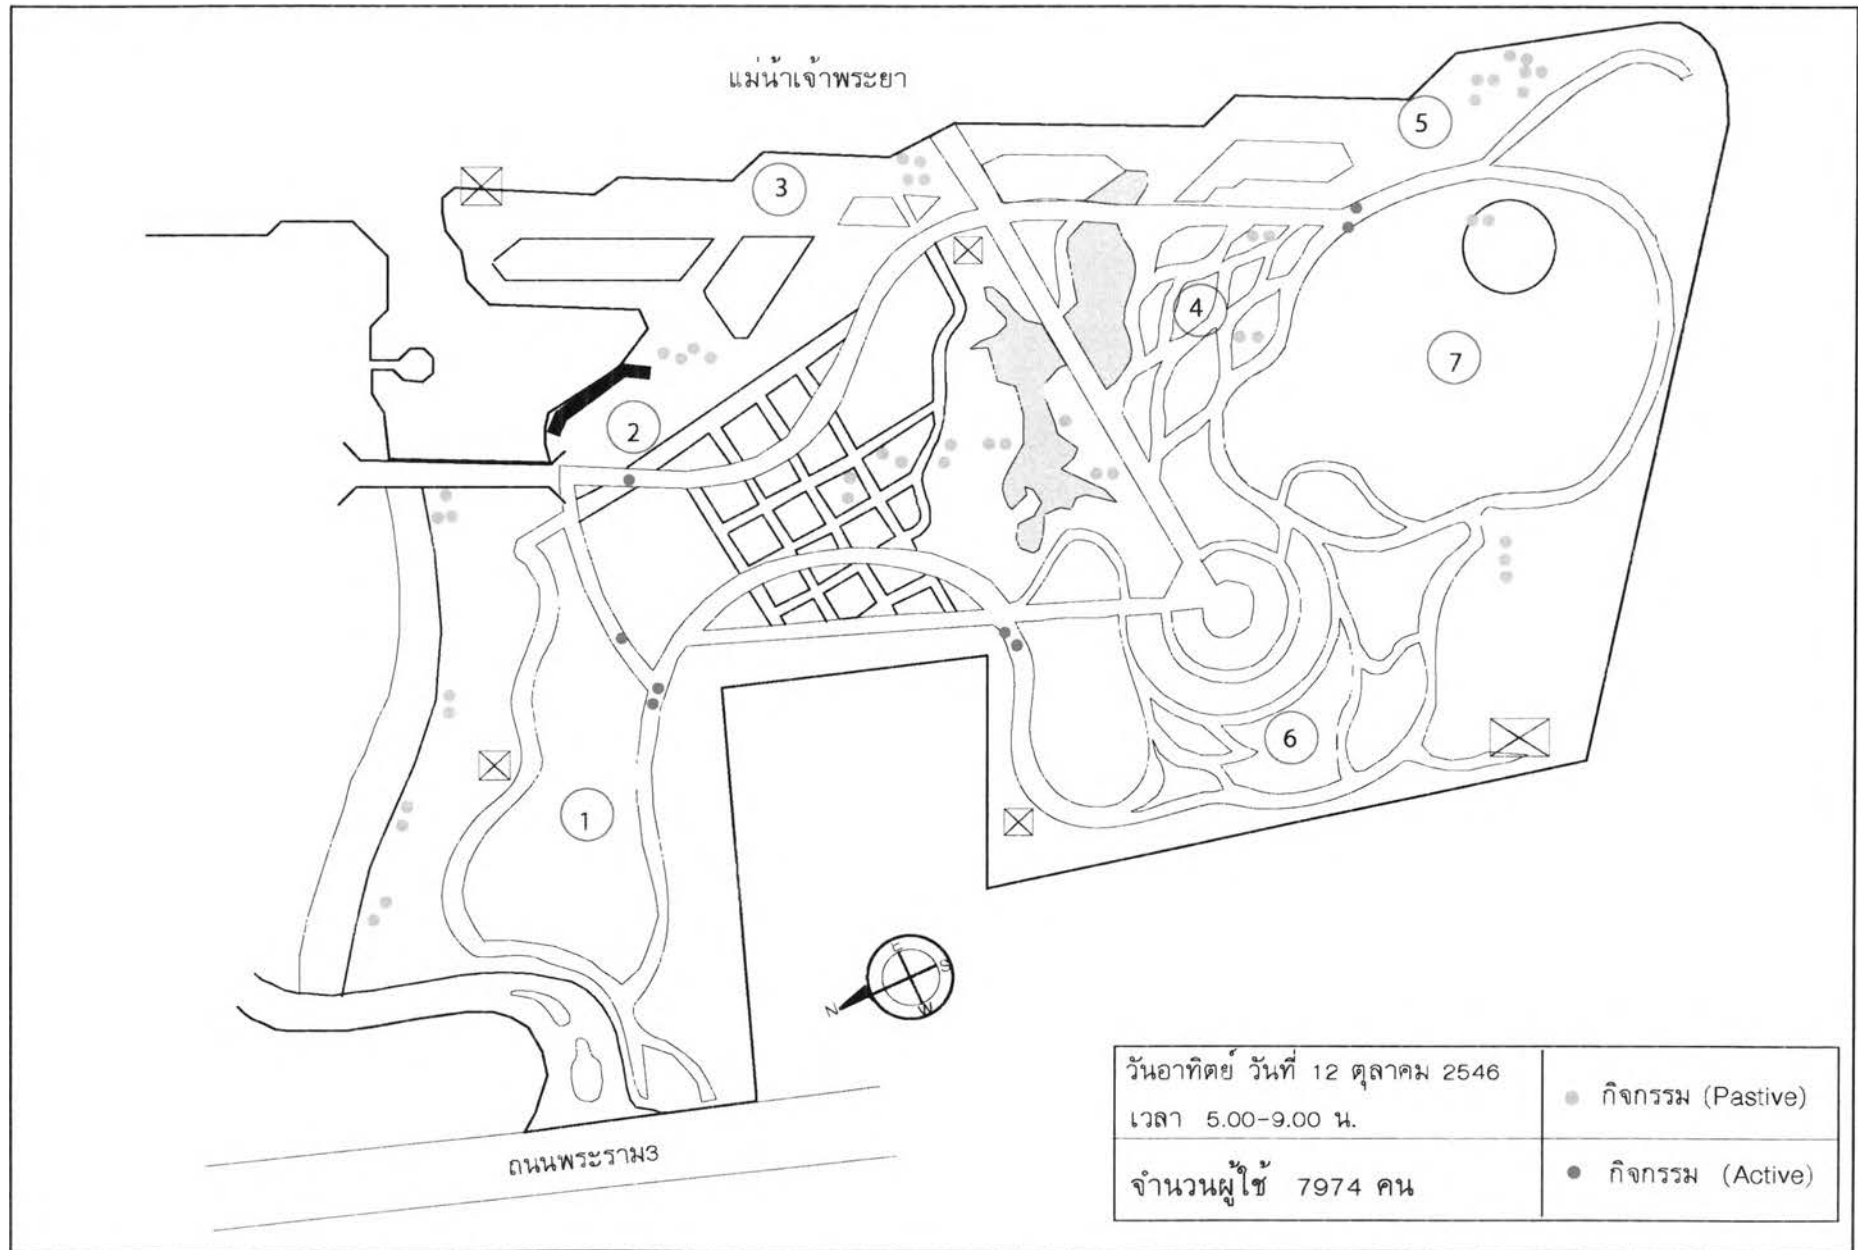 แม่น้ำเจ้าพระยา
5
3
4
7
2
6
1
E
S
N
W
วันอาทิตย์ วันที่ 12 ตุลาคม 2546
เวลา 5.00-9.00 น.
จำนวนผู้ใช้ 7974 คน
กิจกรรม (Pastive)
กิจกรรม (Active)
ถนนพระราม3